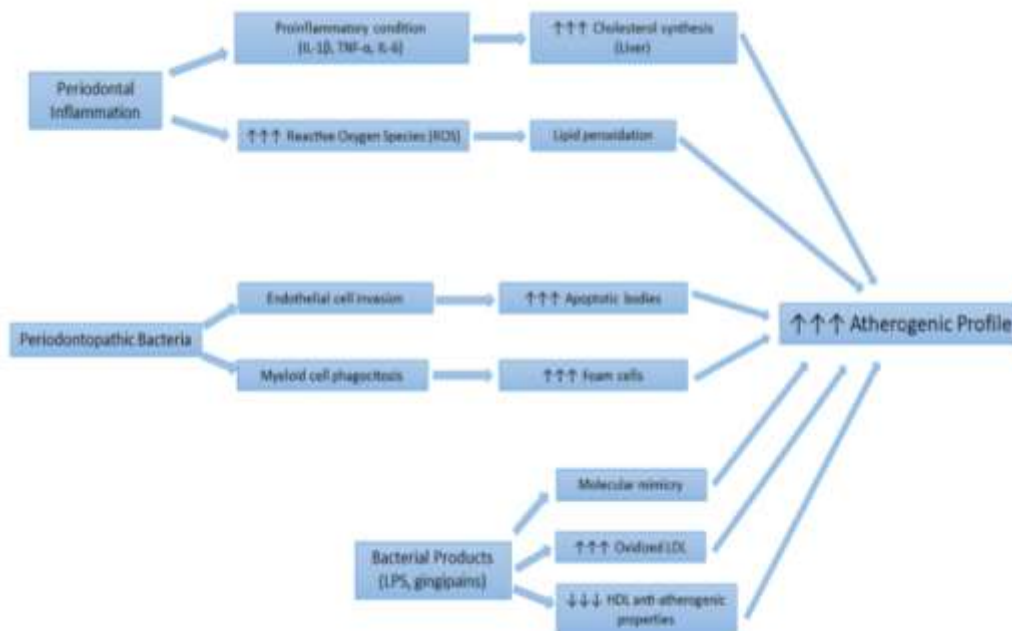 Proinflammatory condition
(IL-1β, TNF-α, IL-6)
↑↑↑ Cholesterol synthesis
(Liver)
Periodontal
Inflammation
↑↑↑ Reactive Oxygen Species (ROS)
Lipid peroxidation
Endothelial cell invasion
↑↑↑ Apoptotic bodies
Periodontopathic Bacteria
↑↑↑ Atherogenic Profile
Myeloid cell phagocitosis
↑↑↑ Foam cells
Molecular mimicry
Bacterial Products
(LPS, gingipains)
↑↑↑ Oxidized LDL
↓↓↓ HDL anti-atherogenic
properties